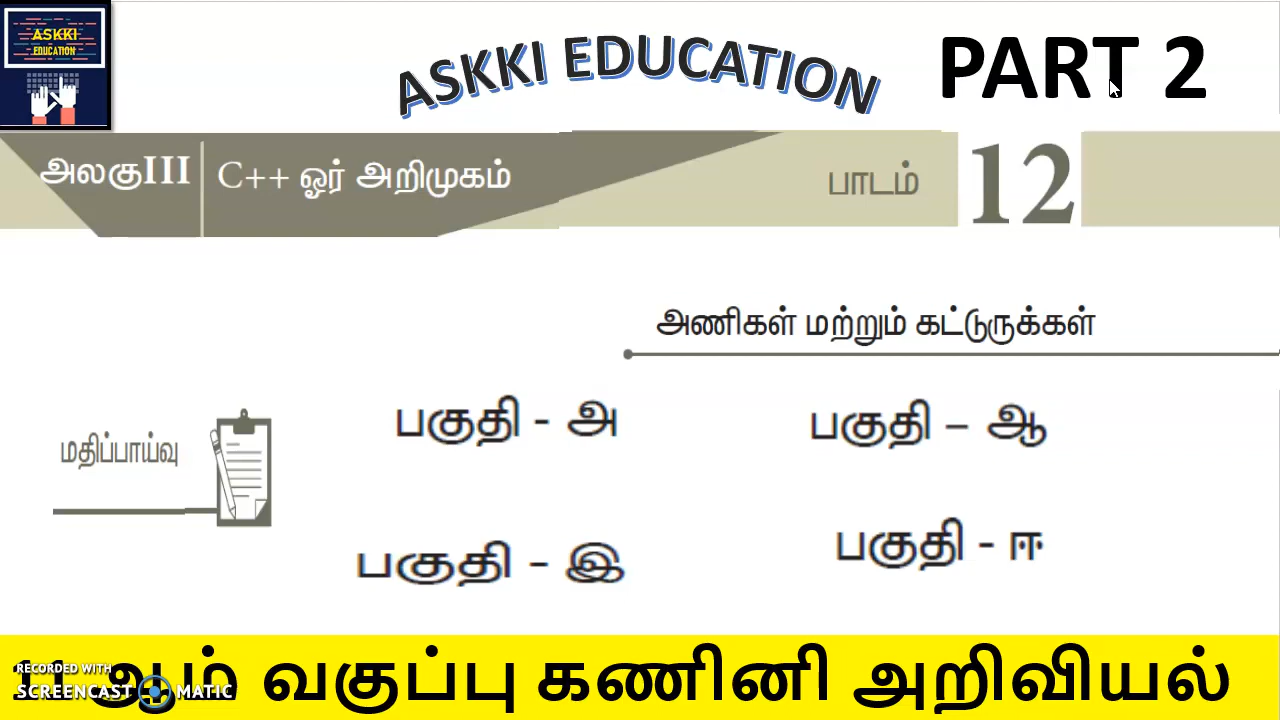 ASKKI
EDUCATION
ASKKI EDUCATION
PART 2
அலகுIII
C++ ஓர் அறிமுகம்
பாடம்
12
அணிகள் மற்றும் கட்டுருக்கள்
மதிப்பாய்வு
பகுதி - அ
பகுதி – ஆ
பகுதி - இ
பகுதி - ஈ
ஆம் வகுப்பு கணினி அறிவியல்
RECORDED WITH
SCREENCAST MATIC